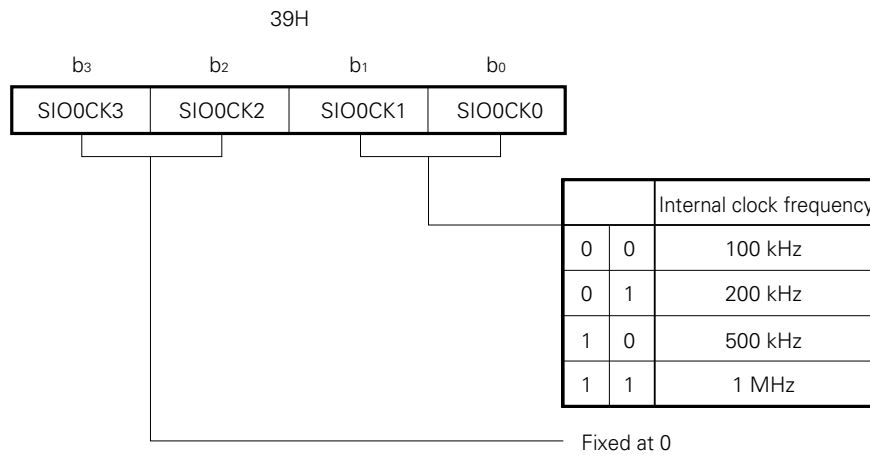 39H
b3 b2 b1 b0
SIO0CK3 SIO0CK2 SIO0CK1 SIO0CK0
Internal clock frequency
0 0 100 kHz
0 1 200 kHz
1 0 500 kHz
1 1 1 MHz
Fixed at 0